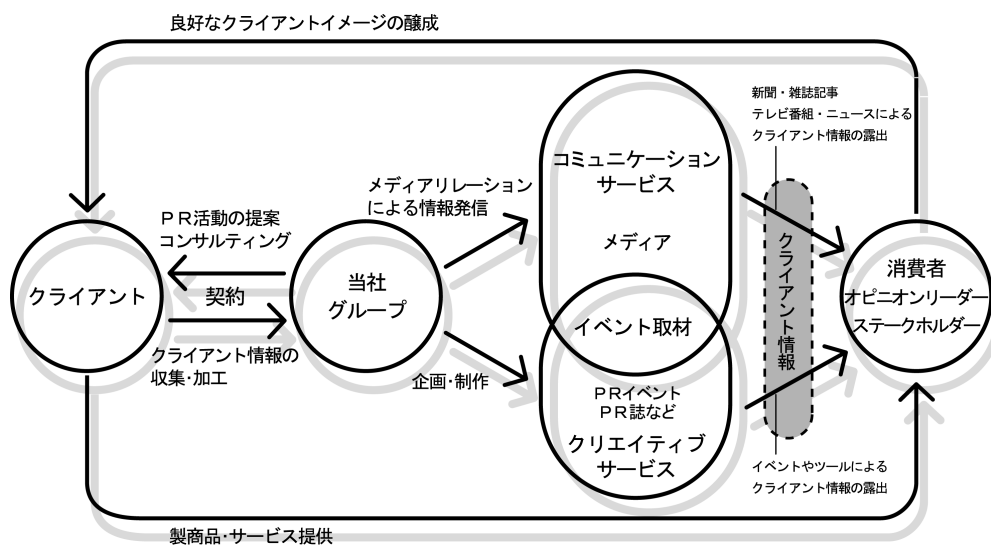 良好なクライアントイメージの醸成
新聞・雑誌記事
テレビ番組・ニュースによる
クライアント情報の露出
コミュニケーション
サービス
メディア
メディアリレーション
による情報発信
ＰＲ活動の提案
コンサルティング
クライアント
契約
当社
グループ
クライアント情報の
収集・加工
企画・制作
イベント取材
ＰＲイベント
ＰＲ誌など
クリエイティブ
サービス
クライアント情報
消費者
オピニオンリーダー
ステークホルダー
イベントやツールによる
クライアント情報の露出
製商品・サービス提供